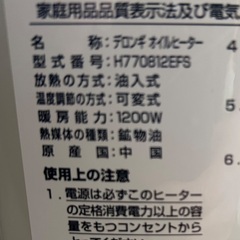 家庭用品品質表示法及び電気
名称：デロンギ オイルヒーター
型式番号：H770812EFS
放熱の方式：油入式
温度調節の方式：可変式
暖房能力：1200W
熱媒体の種類：鉱物油
原産国：中国
使用上の注意
1．電源は必ずこのヒーター
の定格消費電力以上の容
量をもつコンセントから
4
5．
6．